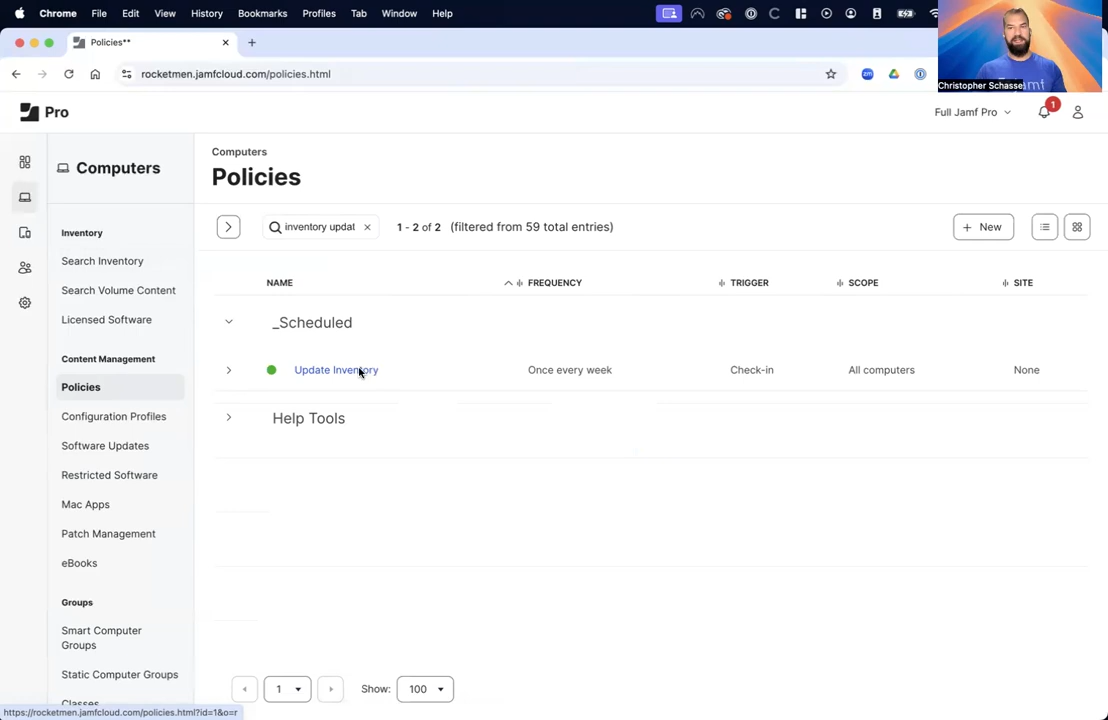 Chrome File Edit View History Bookmarks Profiles Tab Window Help
Policies**
rocketmen.jamfcloud.com/policies.html
zm
Christopher Schasse
Pro
Full Jamf Pro
1
Computers
Computers
Policies
inventory updat
1 - 2 of 2 (filtered from 59 total entries)
New
Inventory
Search Inventory
Search Volume Content
Licensed Software
Content Management
Policies
Configuration Profiles
Software Updates
Restricted Software
Mac Apps
Patch Management
eBooks
Groups
Smart Computer
Groups
Static Computer Groups
Classes
NAME FREQUENCY TRIGGER SCOPE SITE
_Scheduled
Update Inventory Once every week Check-in All computers None
Help Tools
1 Show: 100
https://rocketmen.jamfcloud.com/policies.html?id=1&o=r